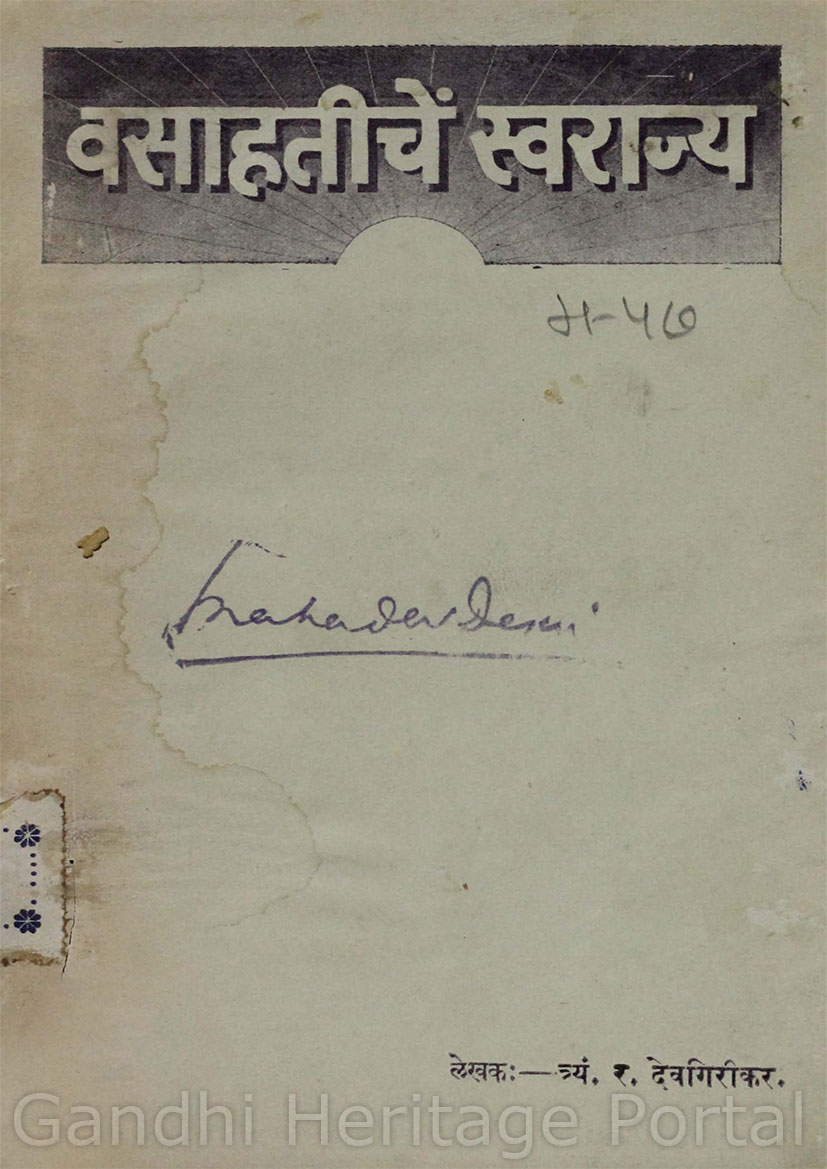 वसाहतीचें स्वराज्य
म-५७
Mahadev Desai
लेखक:—त्र्यं. र. देवगिरीकर.
Gandhi Heritage Portal